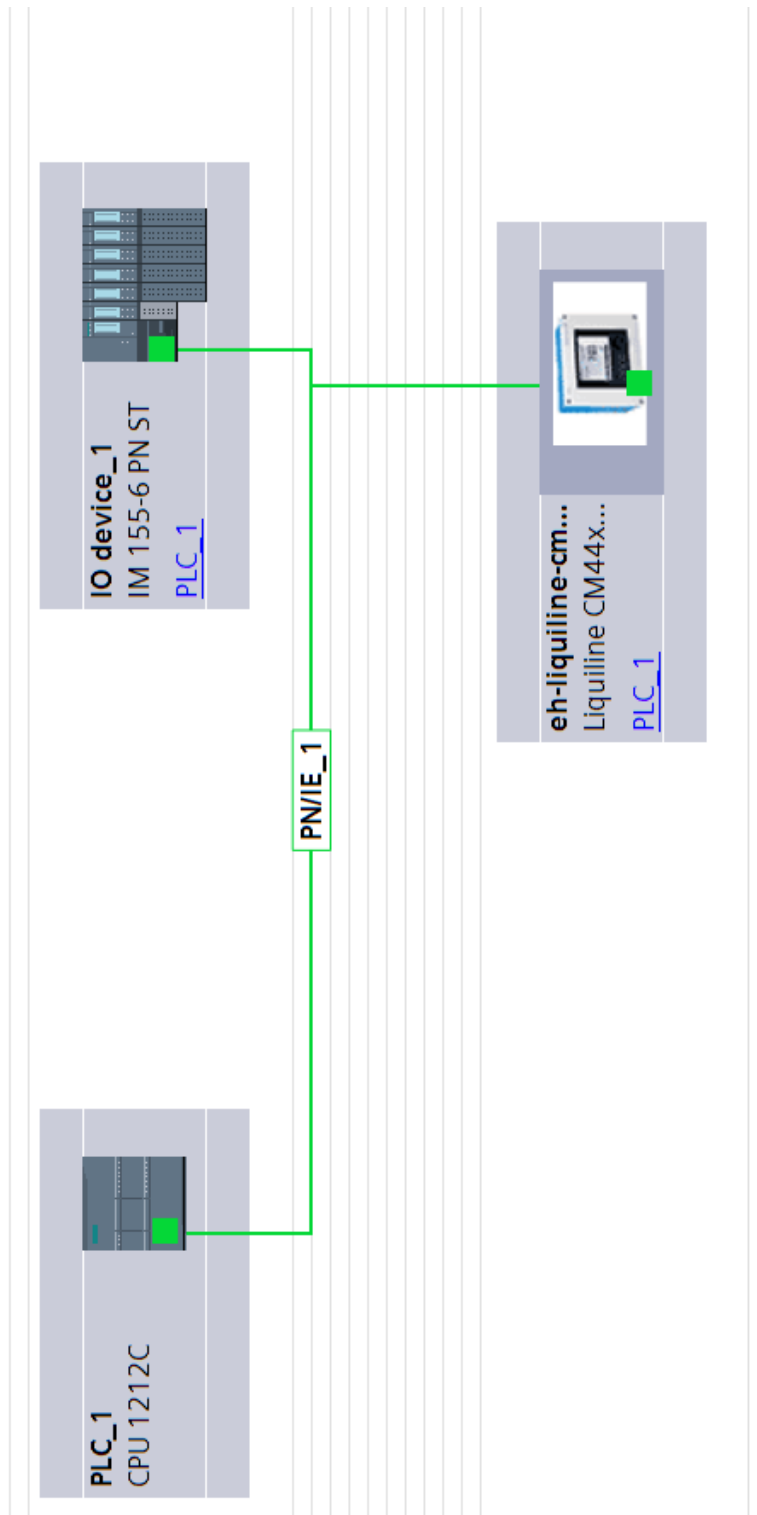 PLC_1
CPU 1212C
IO device_1
IM 155-6 PN ST
PLC_1
PN/IE_1
eh-liquiline-cm...
Liquiline CM44x...
PLC_1